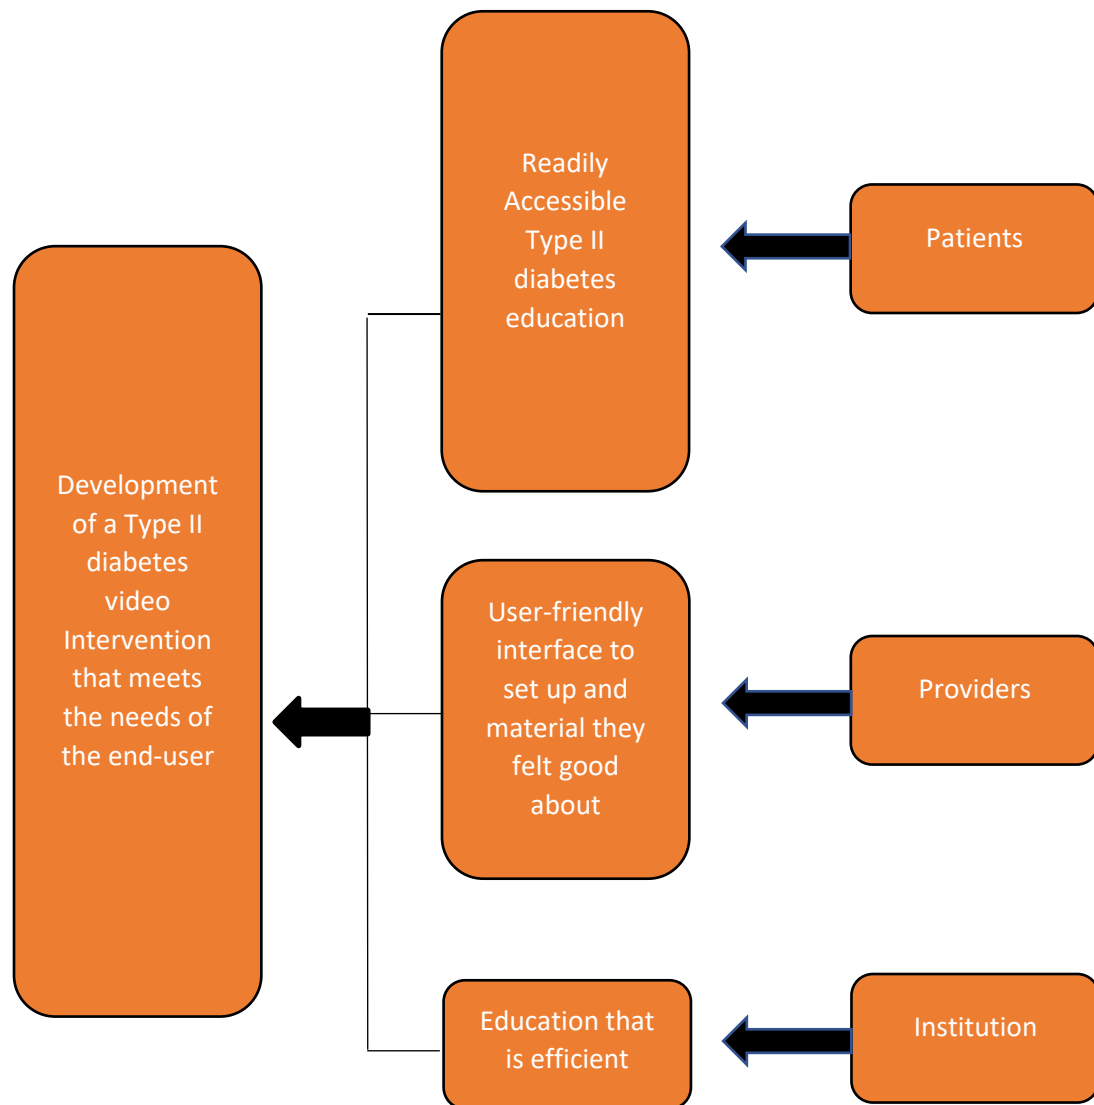 Readily
Accessible
Type II
diabetes
education
Patients
Development
of a Type II
diabetes
video
Intervention
that meets
the needs of
the end-user
User-friendly
interface to
set up and
material they
felt good
about
Providers
Education that
is efficient
Institution